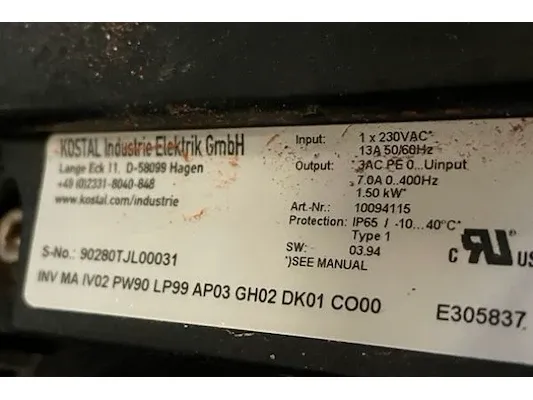 KOSTAL Industrie Elektrik GmbH
Lange Eck 11, D-58099 Hagen
+49 (0)2331-8040-848
www.kostal.com/industrie
S-No.: 90280TJL00031
INV MA IV02 PW90 LP99 AP03 GH02 DK01 CO00
Input: 1 x 230VAC*
13A 50/60Hz
Output: 3AC PE 0...Uinput
7.0A 0..400Hz
1.50 kW*
Art.-Nr.: 10094115
Protection: IP65 / -10...40°C*
Type 1
SW: 03.94
*)SEE MANUAL
c RU us
E305837